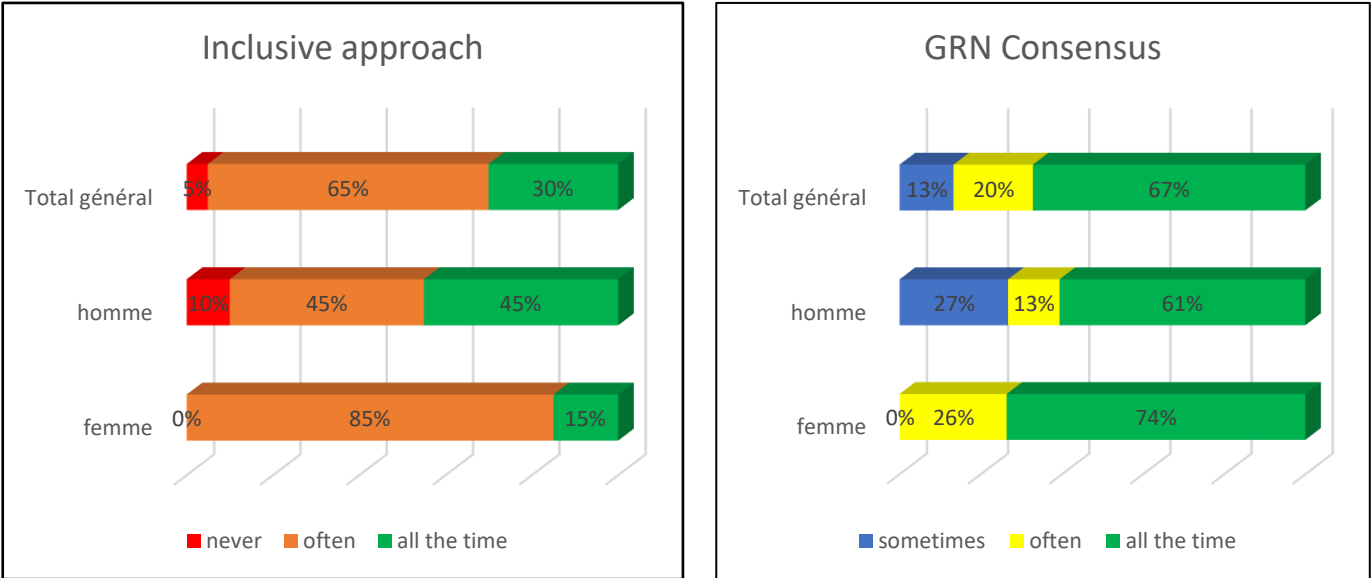 Inclusive approach
Total général
5%
65%
30%
homme
10%
45%
45%
femme
0%
85%
15%
never
often
all the time
GRN Consensus
Total général
13%
20%
67%
homme
27%
13%
61%
femme
0%
26%
74%
sometimes
often
all the time